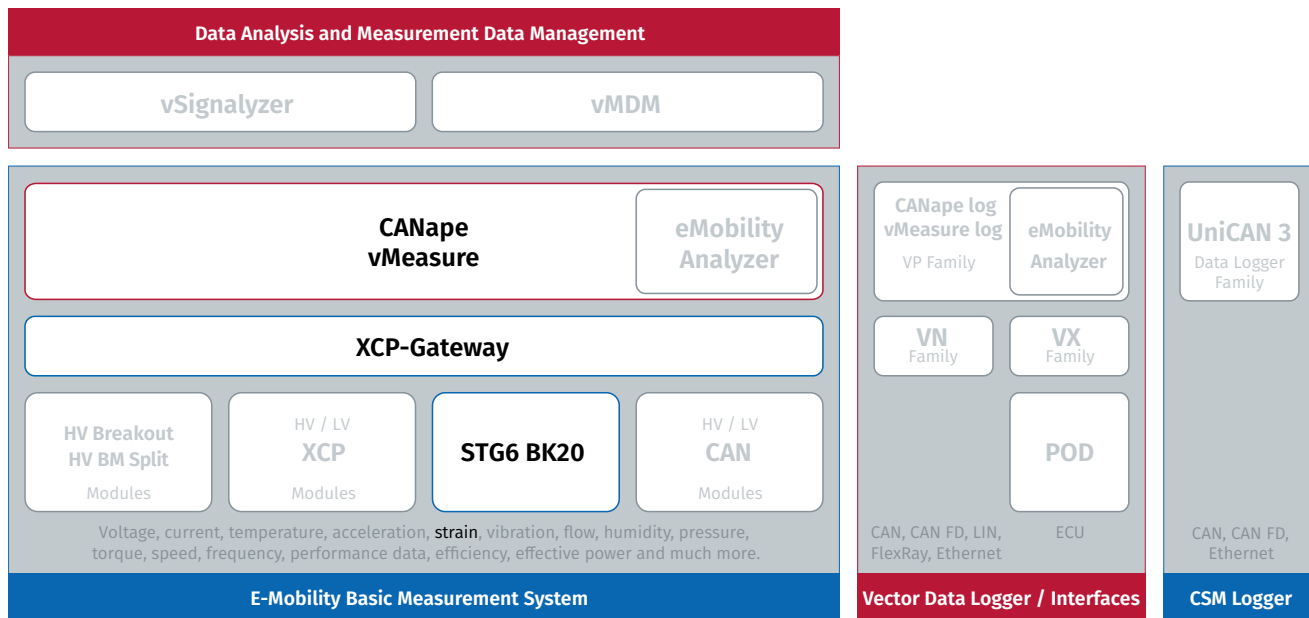 Data Analysis and Measurement Data Management
vSignalyzer
vMDM
CANape
vMeasure
eMobility
Analyzer
XCP-Gateway
HV Breakout
HV BM Split
Modules
HV / LV
XCP
Modules
STG6 BK20
HV / LV
CAN
Modules
Voltage, current, temperature, acceleration, strain, vibration, flow, humidity, pressure,
torque, speed, frequency, performance data, efficiency, effective power and much more.
E-Mobility Basic Measurement System
CANape log
vMeasure log
VP Family
eMobility
Analyzer
VN
Family
VX
Family
POD
CAN, CAN FD, LIN,
FlexRay, Ethernet
ECU
Vector Data Logger / Interfaces
UniCAN 3
Data Logger
Family
CAN, CAN FD,
Ethernet
CSM Logger